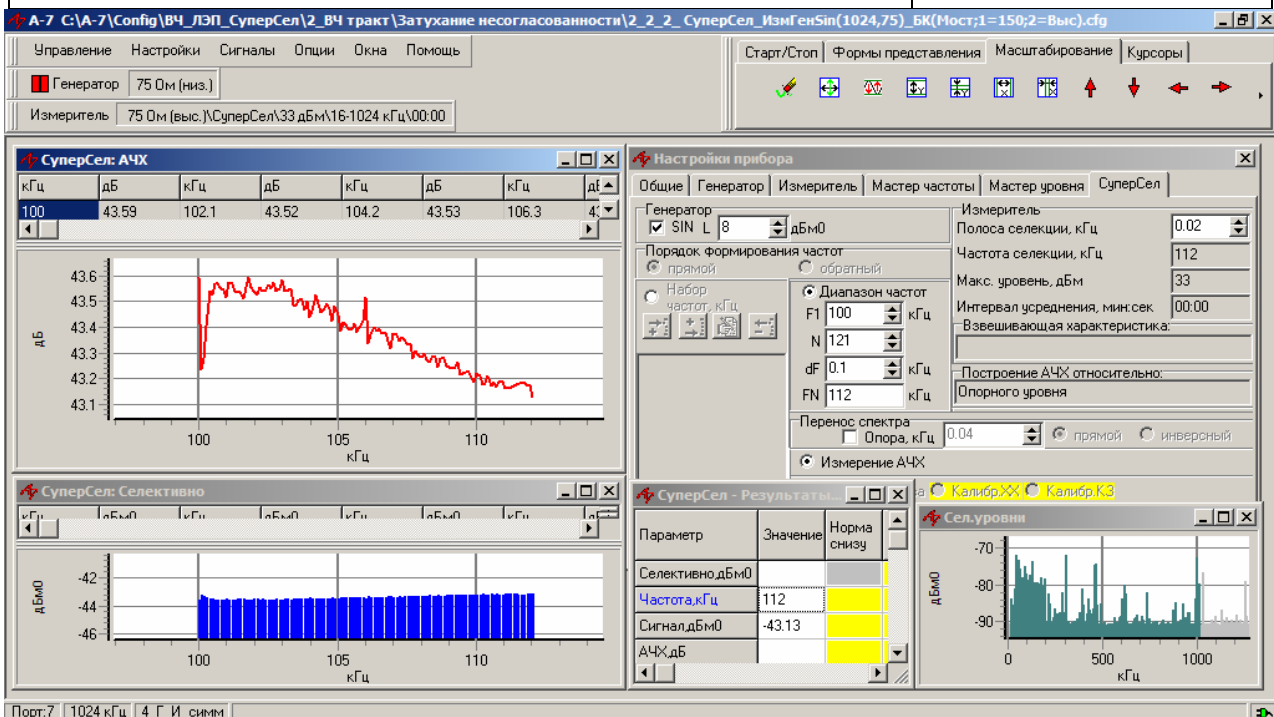 А-7 C:\А-7\Config\ВЧ_ЛЭП_СуперСел\2_ВЧ тракт\Затухание несогласованности\2_2_2_ СуперСел_ИзмГенSin(1024,75)_БК(Мост;1=150;2=Выс).cfg
Управление Настройки Сигналы Опции Окна Помощь
Старт/Стоп Формы представления Масштабирование Курсоры
Генератор 75 Ом (низ.)
Измеритель 75 Ом (выс.)\СуперСел\33 дБм\16-1024 кГц\00:00
СуперСел: АЧХ
кГц дБ кГц дБ кГц дБ кГц
100 43.59 102.1 43.52 104.2 43.53 106.3
43.6
43.5
43.4
43.3
43.2
43.1
дБ
100 105 110
кГц
Настройки прибора
Общие Генератор Измеритель Мастер частоты Мастер уровня СуперСел
Генератор
SIN L 8 дБм0
Порядок формирования частот
прямой обратный
Набор частот, кГц
Диапазон частот
F1 100 кГц
N 121
dF 0.1 кГц
FN 112 кГц
Измеритель
Полоса селекции, кГц 0.02
Частота селекции, кГц 112
Макс. уровень, дБм 33
Интервал усреднения, мин:сек 00:00
Взвешивающая характеристика:
Построение АЧХ относительно:
Опорного уровня
Перенос спектра
Опора, кГц 0.04 прямой инверсный
Измерение АЧХ
Калибр.ХХ Калибр.КЗ
СуперСел: Селективно
кГц дБм0 кГц дБм0 кГц дБм0 кГц
-42
-44
-46
дБм0
100 105 110
кГц
СуперСел - Результаты...
Параметр Значение Норма снизу
Селективно,дБм0
Частота,кГц 112
Сигнал,дБм0 -43.13
АЧХ,дБ
Сел.уровни
-70
-80
-90
дБм0
0 500 1000
кГц
Порт:7 1024 кГц 4 Г И симм